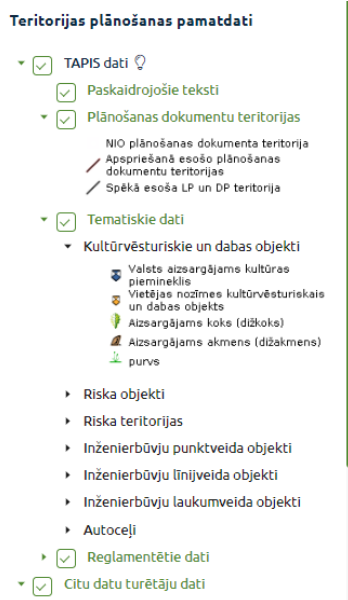 Teritorijas plānošanas pamatdati
TAPIS dati
Paskaidrojošie teksti
Plānošanas dokumentu teritorijas
NIO plānošanas dokumenta teritorija
Apspriešanā esošo plānošanas
dokumentu teritorijas
Spēkā esoša LP un DP teritorija
Tematiskie dati
Kultūrvēsturiskie un dabas objekti
Valsts aizsargājams kultūras
piemineklis
Vietējas nozīmes kultūrvēsturiskais
un dabas objekts
Aizsargājams koks (dižkoks)
Aizsargājams akmens (dižakmens)
purvs
Riska objekti
Riska teritorijas
Inženierbūvju punktveida objekti
Inženierbūvju līnijveida objekti
Inženierbūvju laukumveida objekti
Autoceļi
Reglamentētie dati
Citu datu turētāju dati